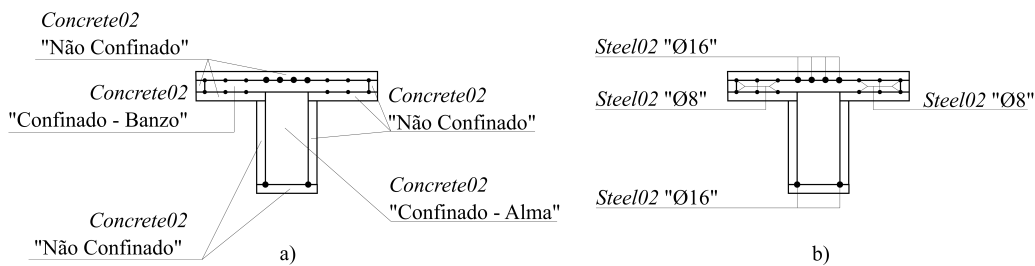 Concrete02
"Não Confinado"
Concrete02
"Confinado - Banzo"
Concrete02
"Não Confinado"
Concrete02
"Confinado - Alma"
Concrete02
"Não Confinado"
a)
Steel02 "Ø16"
Steel02 "Ø8"
Steel02 "Ø8"
Steel02 "Ø16"
b)